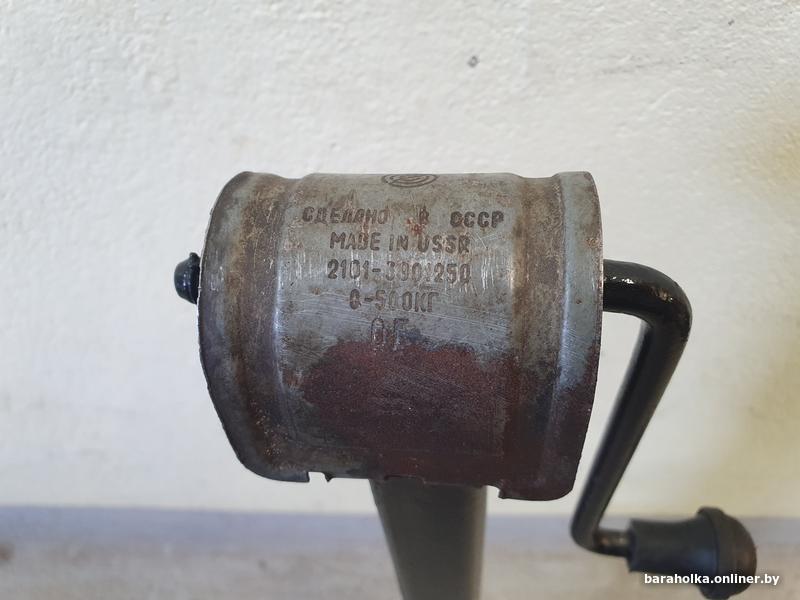 СДЕЛАНО В СССР
MADE IN USSR
2101-3901250
0-500КГ
baraholka.onliner.by